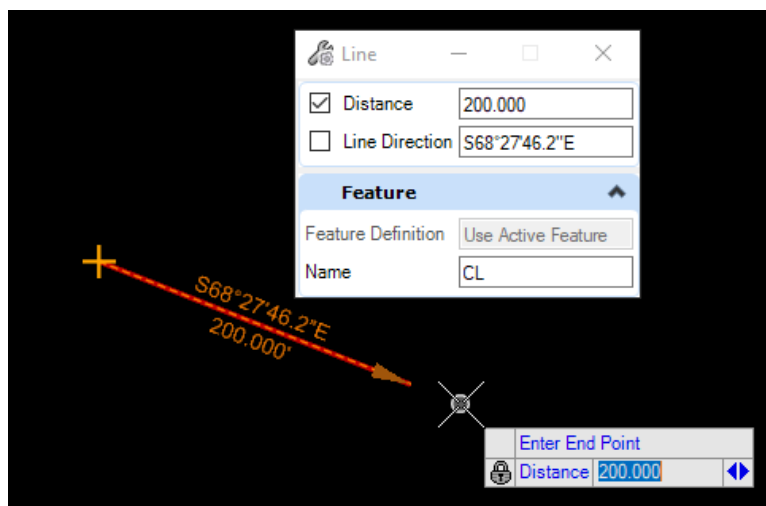 Line
Distance 200.000
Line Direction S68°27'46.2"E
Feature
Feature Definition Use Active Feature
Name CL
S68°27'46.2"E
200.000'
Enter End Point
Distance 200.000